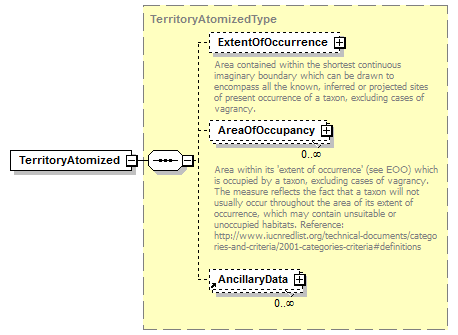 TerritoryAtomizedType
ExtentOfOccurrence
Area contained within the shortest continuous
imaginary boundary which can be drawn to
encompass all the known, inferred or projected sites
of present occurrence of a taxon, excluding cases of
vagrancy.
AreaOfOccupancy
0..∞
TerritoryAtomized
Area within its 'extent of occurrence' (see EOO) which
is occupied by a taxon, excluding cases of vagrancy.
The measure reflects the fact that a taxon will not
usually occur throughout the area of its extent of
occurrence, which may contain unsuitable or
unoccupied habitats. Reference:
http://www.iucnredlist.org/technical-documents/catego
ries-and-criteria/2001-categories-criteria#definitions
AncillaryData
0..∞